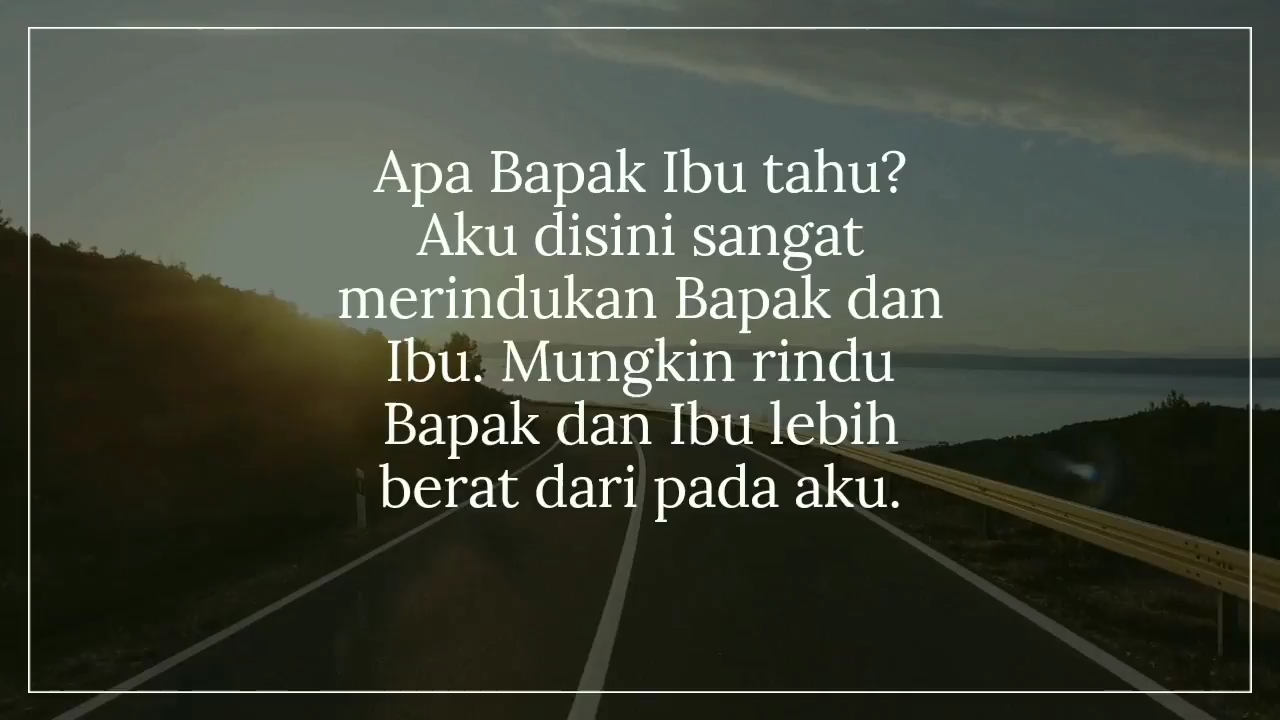 Apa Bapak Ibu tahu?
Aku disini sangat
merindukan Bapak dan
Ibu. Mungkin rindu
Bapak dan Ibu lebih
berat dari pada aku.